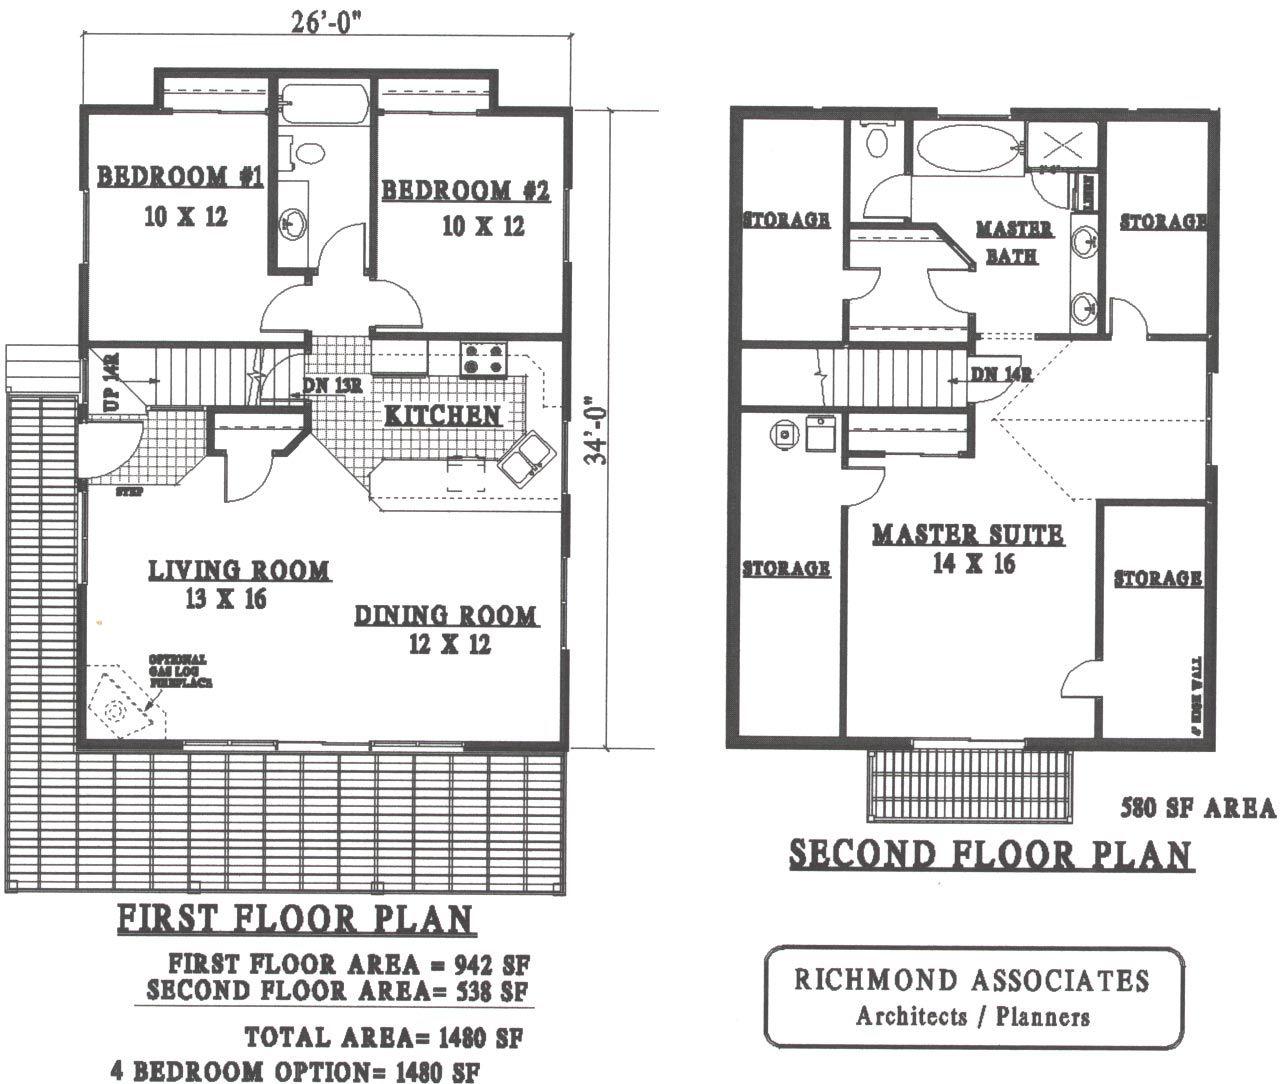 26'-0"
BEDROOM #1
10 X 12
BEDROOM #2
10 X 12
UP 14R
DN 13R
KITCHEN
34'-0"
STEP
LIVING ROOM
13 X 16
DINING ROOM
12 X 12
OPTIONAL
GAS LOG
FIREPLACE
FIRST FLOOR PLAN
FIRST FLOOR AREA = 942 SF
SECOND FLOOR AREA= 538 SF
TOTAL AREA= 1480 SF
4 BEDROOM OPTION= 1480 SF
STORAGE
MASTER
BATH
LINEN
STORAGE
DN 14R
MASTER SUITE
14 X 16
STORAGE
STORAGE
HIGH WALL
580 SF AREA
SECOND FLOOR PLAN
RICHMOND ASSOCIATES
Architects / Planners